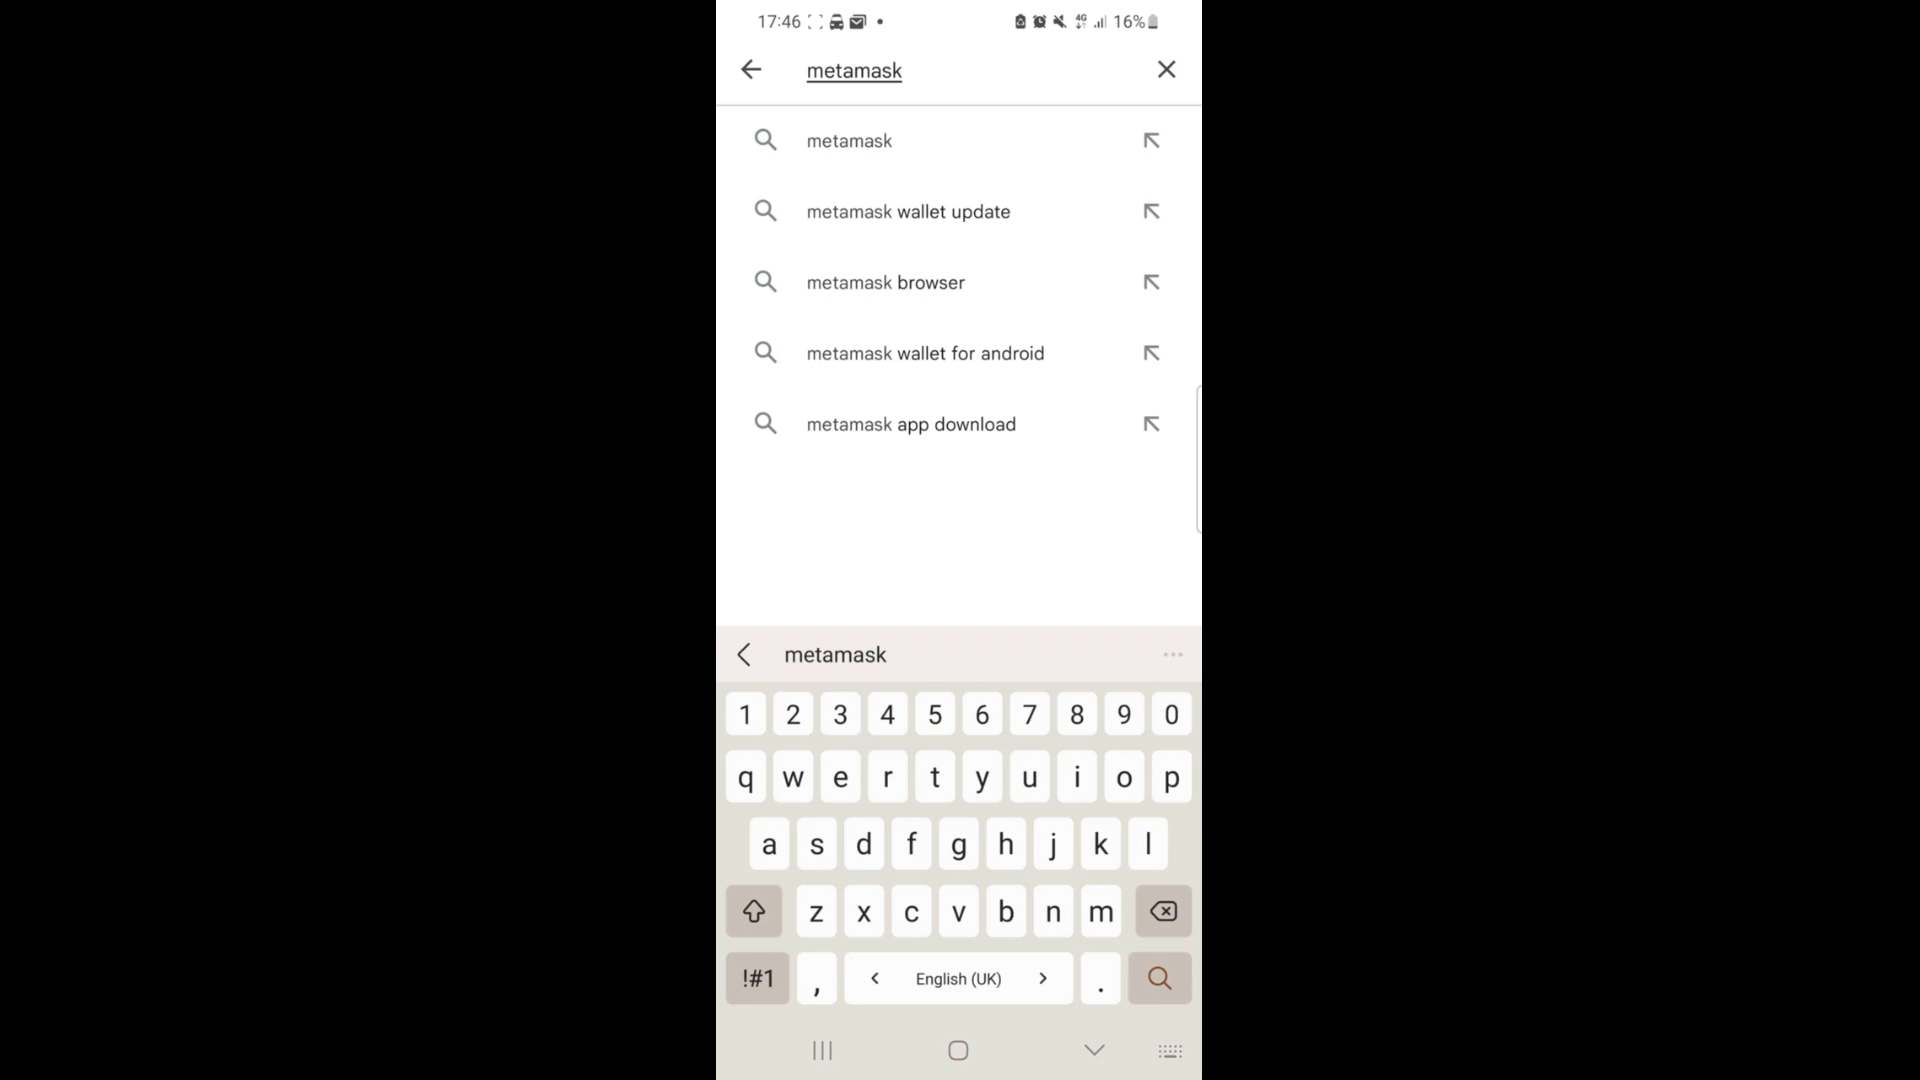 17:46 4G 16%
metamask
metamask
metamask wallet update
metamask browser
metamask wallet for android
metamask app download
metamask
1 2 3 4 5 6 7 8 9 0
q w e r t y u i o p
a s d f g h j k l
z x c v b n m
!#1 , English (UK) .